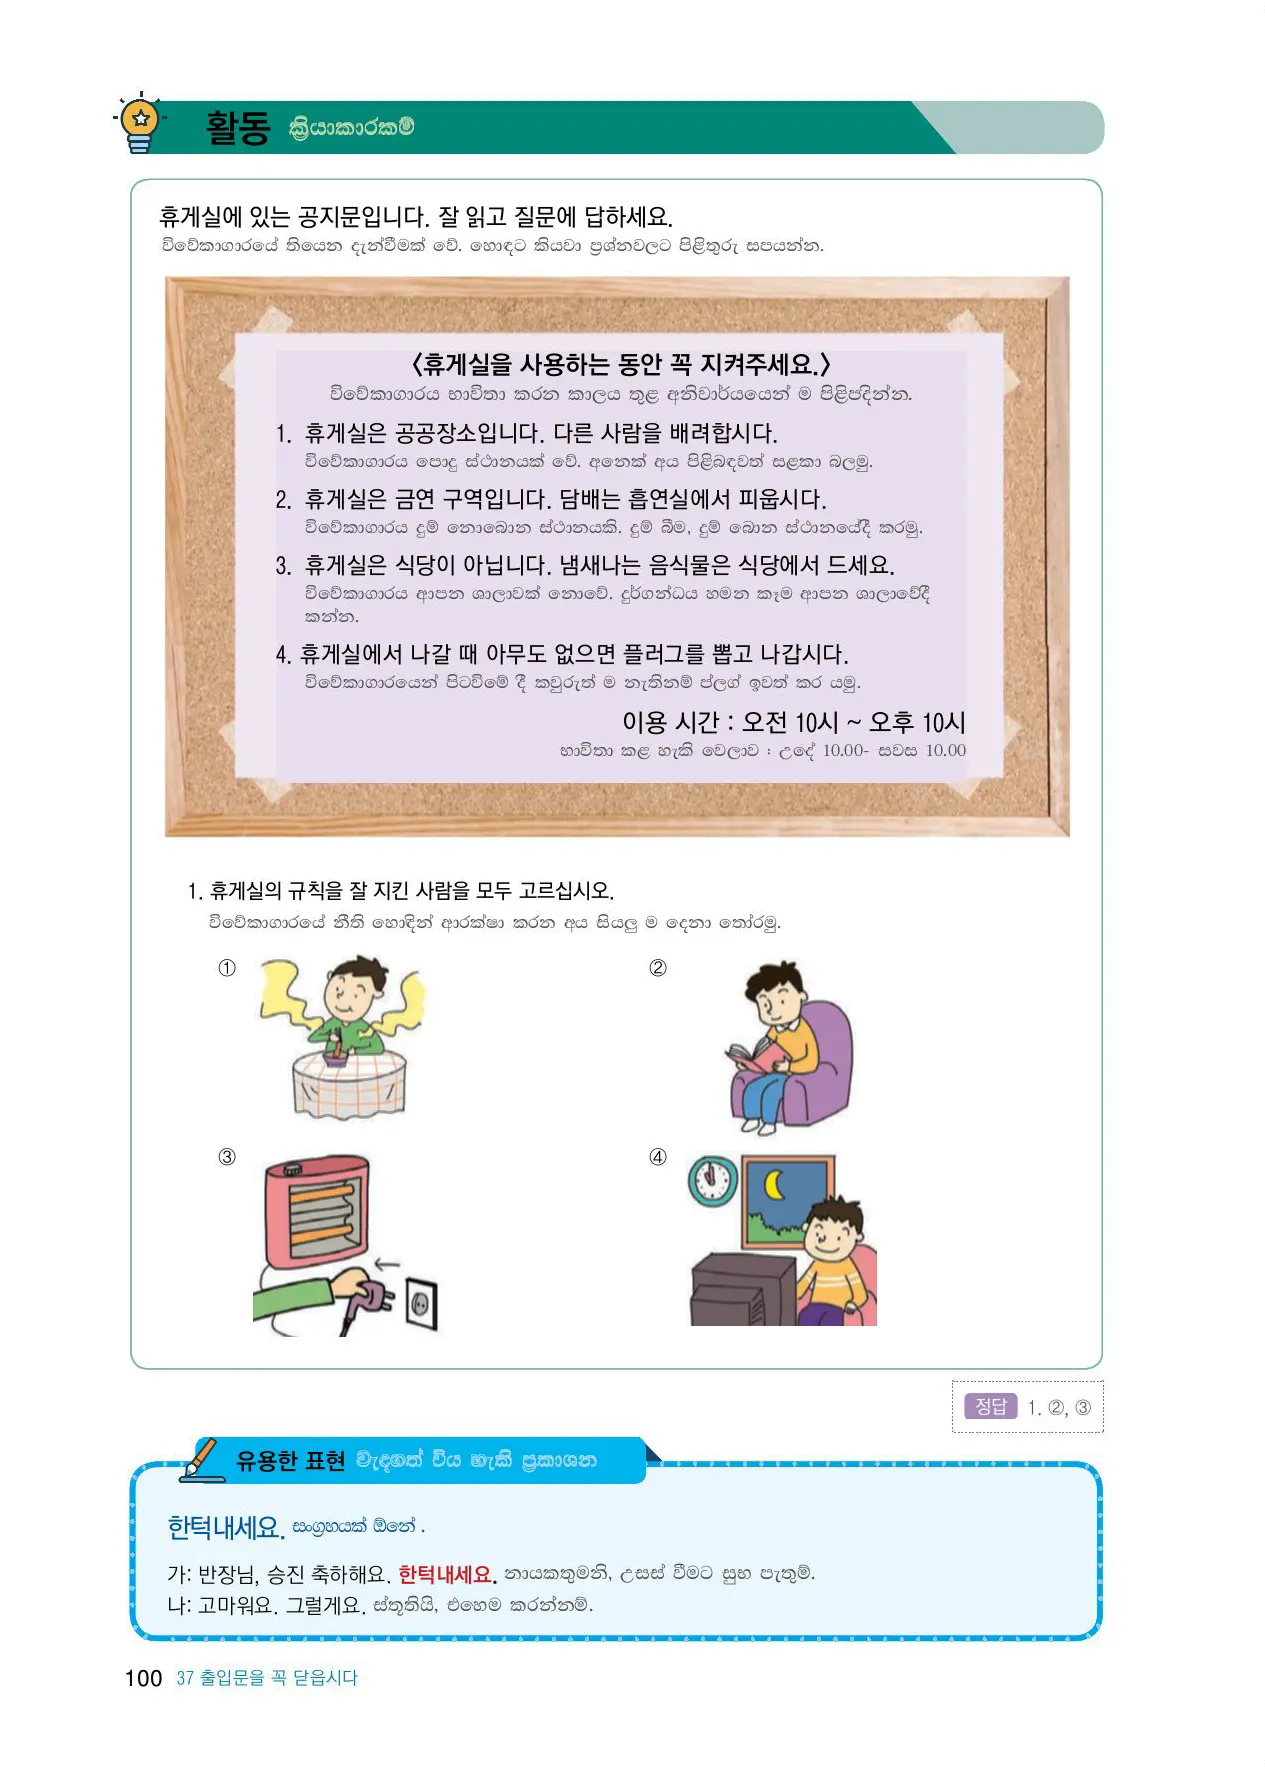 활동 ක්‍රියාකාරකම්
휴게실에 있는 공지문입니다. 잘 읽고 질문에 답하세요.
විවේකාගාරයේ තියෙන දැන්වීමක් වේ. හොඳට කියවා ප්‍රශ්නවලට පිළිතුරු සපයන්න.
〈휴게실을 사용하는 동안 꼭 지켜주세요.〉
විවේකාගාරය භාවිතා කරන කාලය තුළ අනිවාර්යයෙන් ම පිළිපදින්න.
1. 휴게실은 공공장소입니다. 다른 사람을 배려합시다.
විවේකාගාරය පොදු ස්ථානයක් වේ. අනෙක් අය පිළිබඳවත් සළකා බලමු.
2. 휴게실은 금연 구역입니다. 담배는 흡연실에서 피웁시다.
විවේකාගාරය දුම් නොබොන ස්ථානයකි. දුම් බීම, දුම් බොන ස්ථානයේදී කරමු.
3. 휴게실은 식당이 아닙니다. 냄새나는 음식물은 식당에서 드세요.
විවේකාගාරය ආපන ශාලාවක් නොවේ. දුර්ගන්ධය හමන කෑම ආපන ශාලාවේදී
කන්න.
4. 휴게실에서 나갈 때 아무도 없으면 플러그를 뽑고 나갑시다.
විවේකාගාරයෙන් පිටවීමේ දී කවුරුත් ම නැතිනම් ප්ලග් ඉවත් කර යමු.
이용 시간 : 오전 10시 ~ 오후 10시
භාවිතා කළ හැකි වෙලාව : උදේ 10.00- සවස 10.00
1. 휴게실의 규칙을 잘 지킨 사람을 모두 고르십시오.
විවේකාගාරයේ නීති හොඳින් ආරක්ෂා කරන අය සියලු ම දෙනා තෝරමු.
① ②
③ ④
정답 1. ②, ③
유용한 표현 වැදගත් විය හැකි ප්‍රකාශන
한턱내세요. සංග්‍රහයක් ඕනේ .
가: 반장님, 승진 축하해요. 한턱내세요. නායකතුමනි, උසස් වීමට සුභ පැතුම්.
나: 고마워요. 그럴게요. ස්තූතියි, එහෙම කරන්නම්.
100 37 출입문을 꼭 닫읍시다